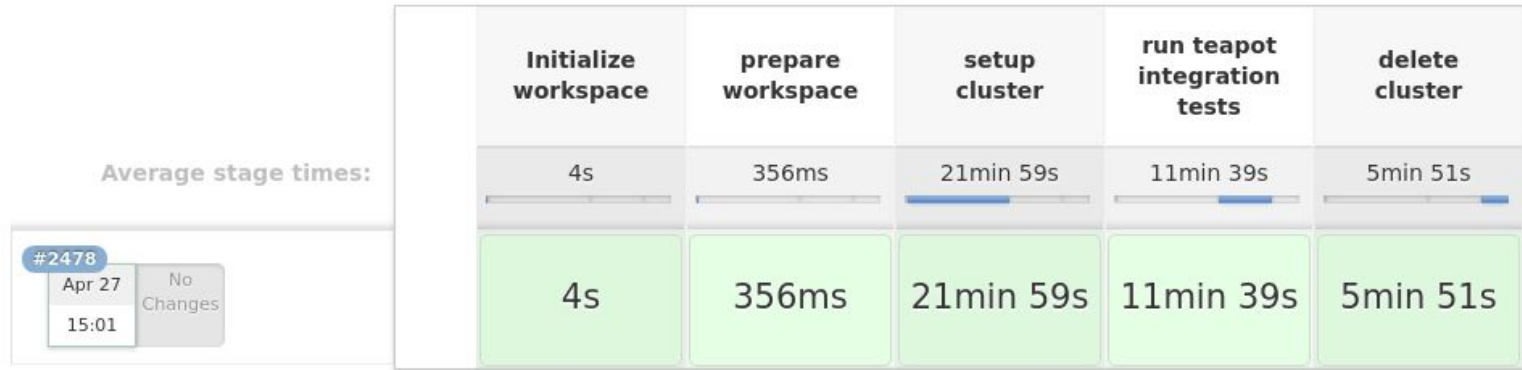 Initialize
workspace
prepare
workspace
setup
cluster
run teapot
integration
tests
delete
cluster
Average stage times:
4s
356ms
21min 59s
11min 39s
5min 51s
#2478
Apr 27
15:01
No
Changes
4s
356ms
21min 59s
11min 39s
5min 51s